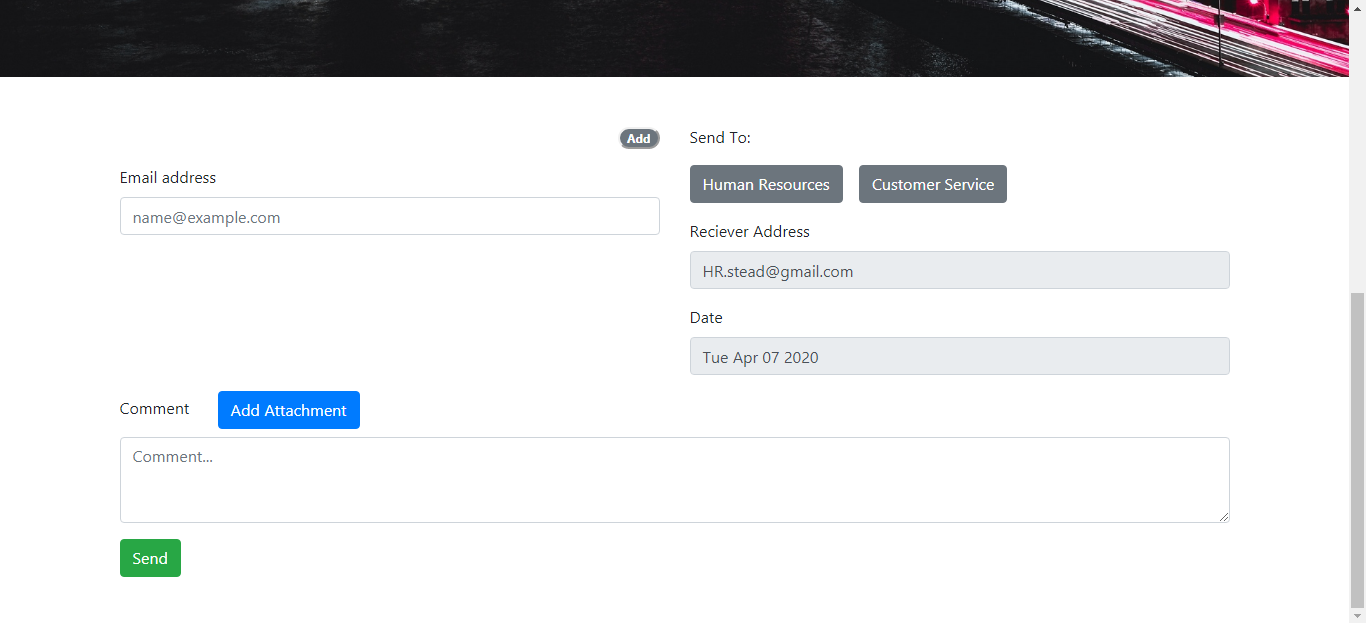 Add
Email address
name@example.com
Send To:
Human Resources Customer Service
Reciever Address
HR.stead@gmail.com
Date
Tue Apr 07 2020
Comment Add Attachment
Comment...
Send